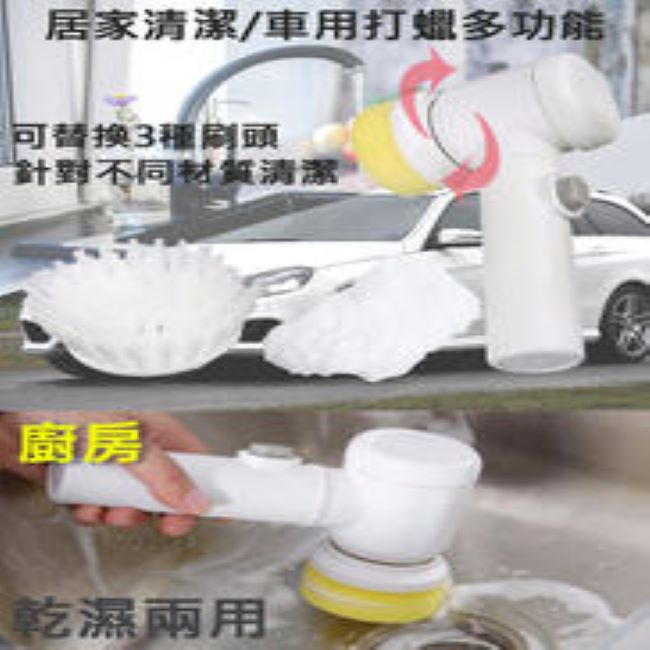 居家清潔/車用打蠟多功能
可替換3種刷頭
針對不同材質清潔
廚房
乾濕兩用